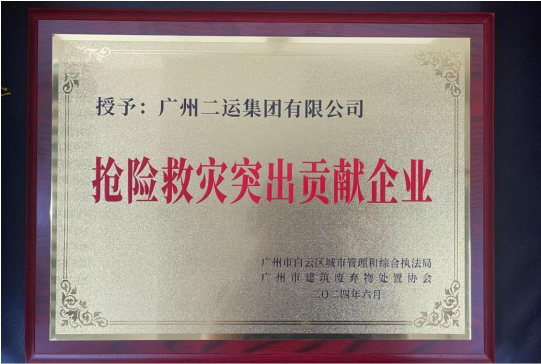 授予：广州二运集团有限公司
抢险救灾突出贡献企业
广州市白云区城市管理和综合执法局
广州市建筑废弃物处置协会
二〇二四年六月